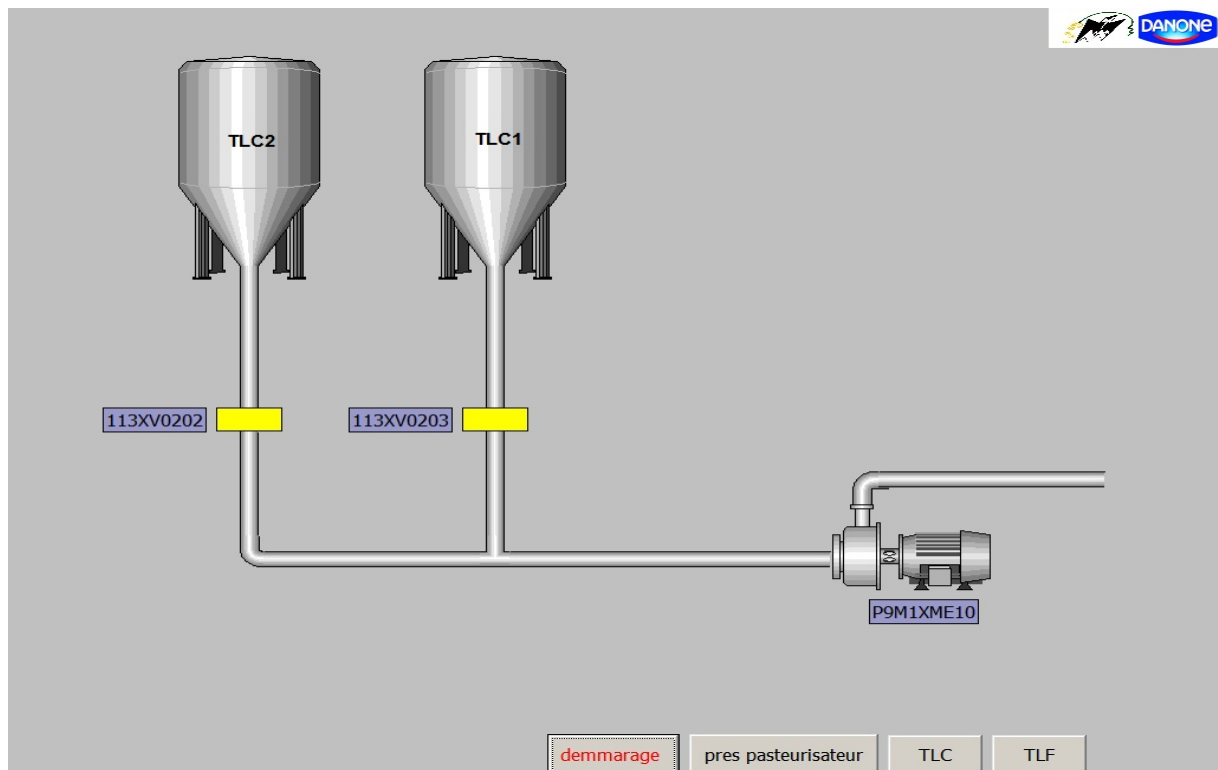 DANONE
TLC2
TLC1
113XV0202
113XV0203
P9M1XME10
demmarage
pres pasteurisateur
TLC
TLF